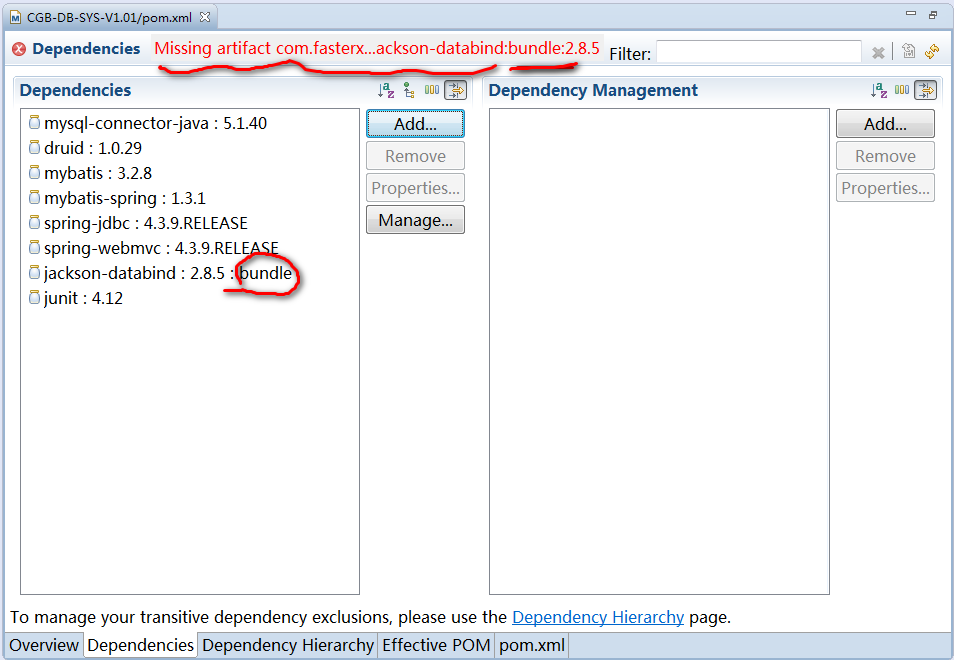 CGB-DB-SYS-V1.01/pom.xml
Dependencies Missing artifact com.fasterx...ackson-databind:bundle:2.8.5 Filter:
Dependencies
Dependency Management
mysql-connector-java : 5.1.40
druid : 1.0.29
mybatis : 3.2.8
mybatis-spring : 1.3.1
spring-jdbc : 4.3.9.RELEASE
spring-webmvc : 4.3.9.RELEASE
jackson-databind : 2.8.5 : bundle
junit : 4.12
Add...
Remove
Properties...
Manage...
Add...
Remove
Properties...
To manage your transitive dependency exclusions, please use the Dependency Hierarchy page.
Overview Dependencies Dependency Hierarchy Effective POM pom.xml